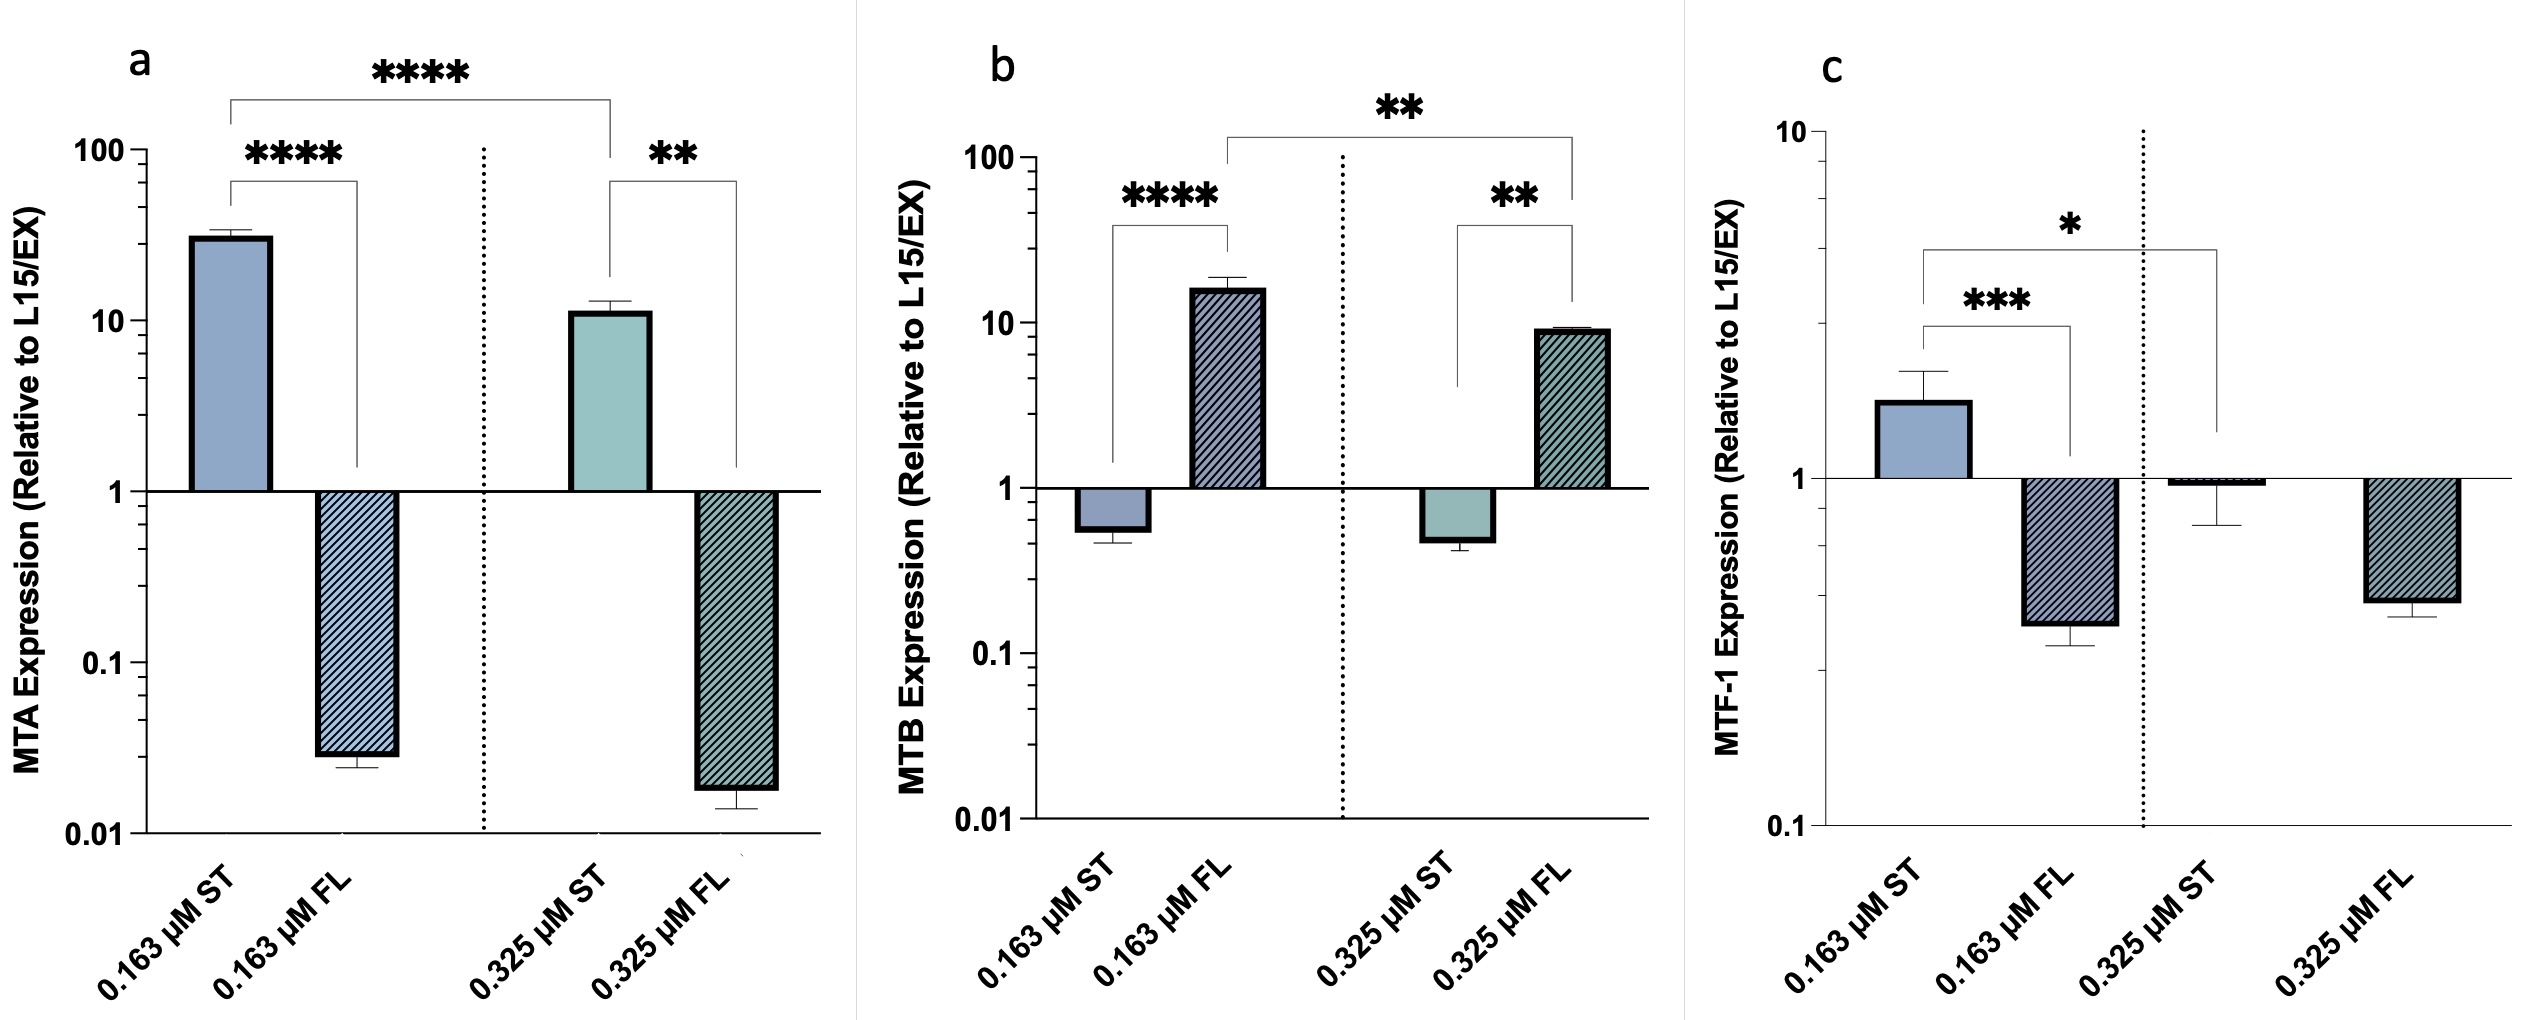 a
****
****
**
MTA Expression (Relative to L15/EX)
100
10
1
0.1
0.01
0.163 µM ST
0.163 µM FL
0.325 µM ST
0.325 µM FL
b
**
****
**
MTB Expression (Relative to L15/EX)
100
10
1
0.1
0.01
0.163 µM ST
0.163 µM FL
0.325 µM ST
0.325 µM FL
c
*
***
MTF-1 Expression (Relative to L15/EX)
10
1
0.1
0.163 µM ST
0.163 µM FL
0.325 µM ST
0.325 µM FL